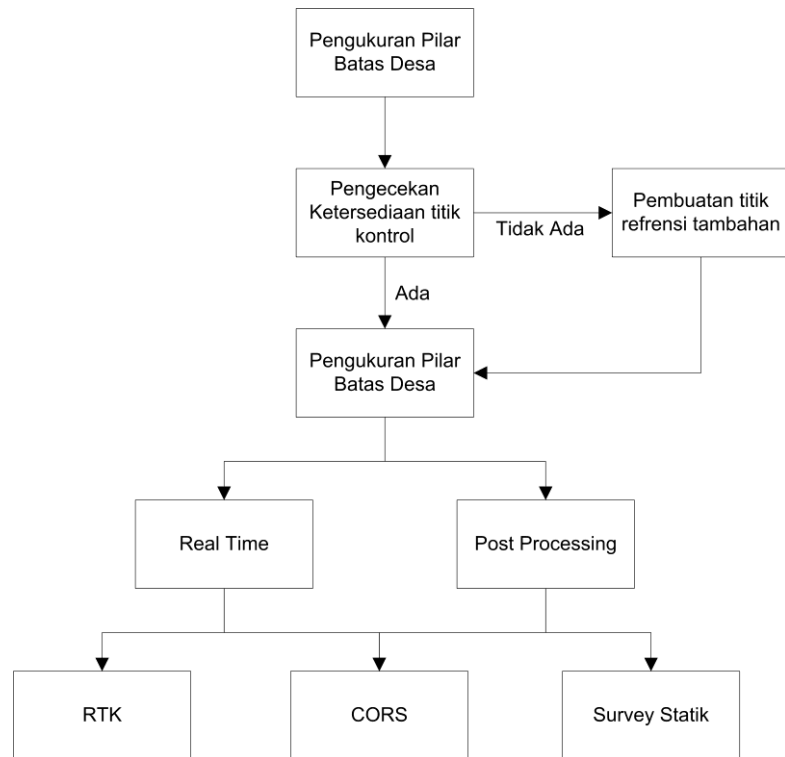 Pengukuran Pilar
Batas Desa
Pengecekan
Ketersediaan titik
kontrol
Tidak Ada
Pembuatan titik
refrensi tambahan
Ada
Pengukuran Pilar
Batas Desa
Real Time
Post Processing
RTK
CORS
Survey Statik